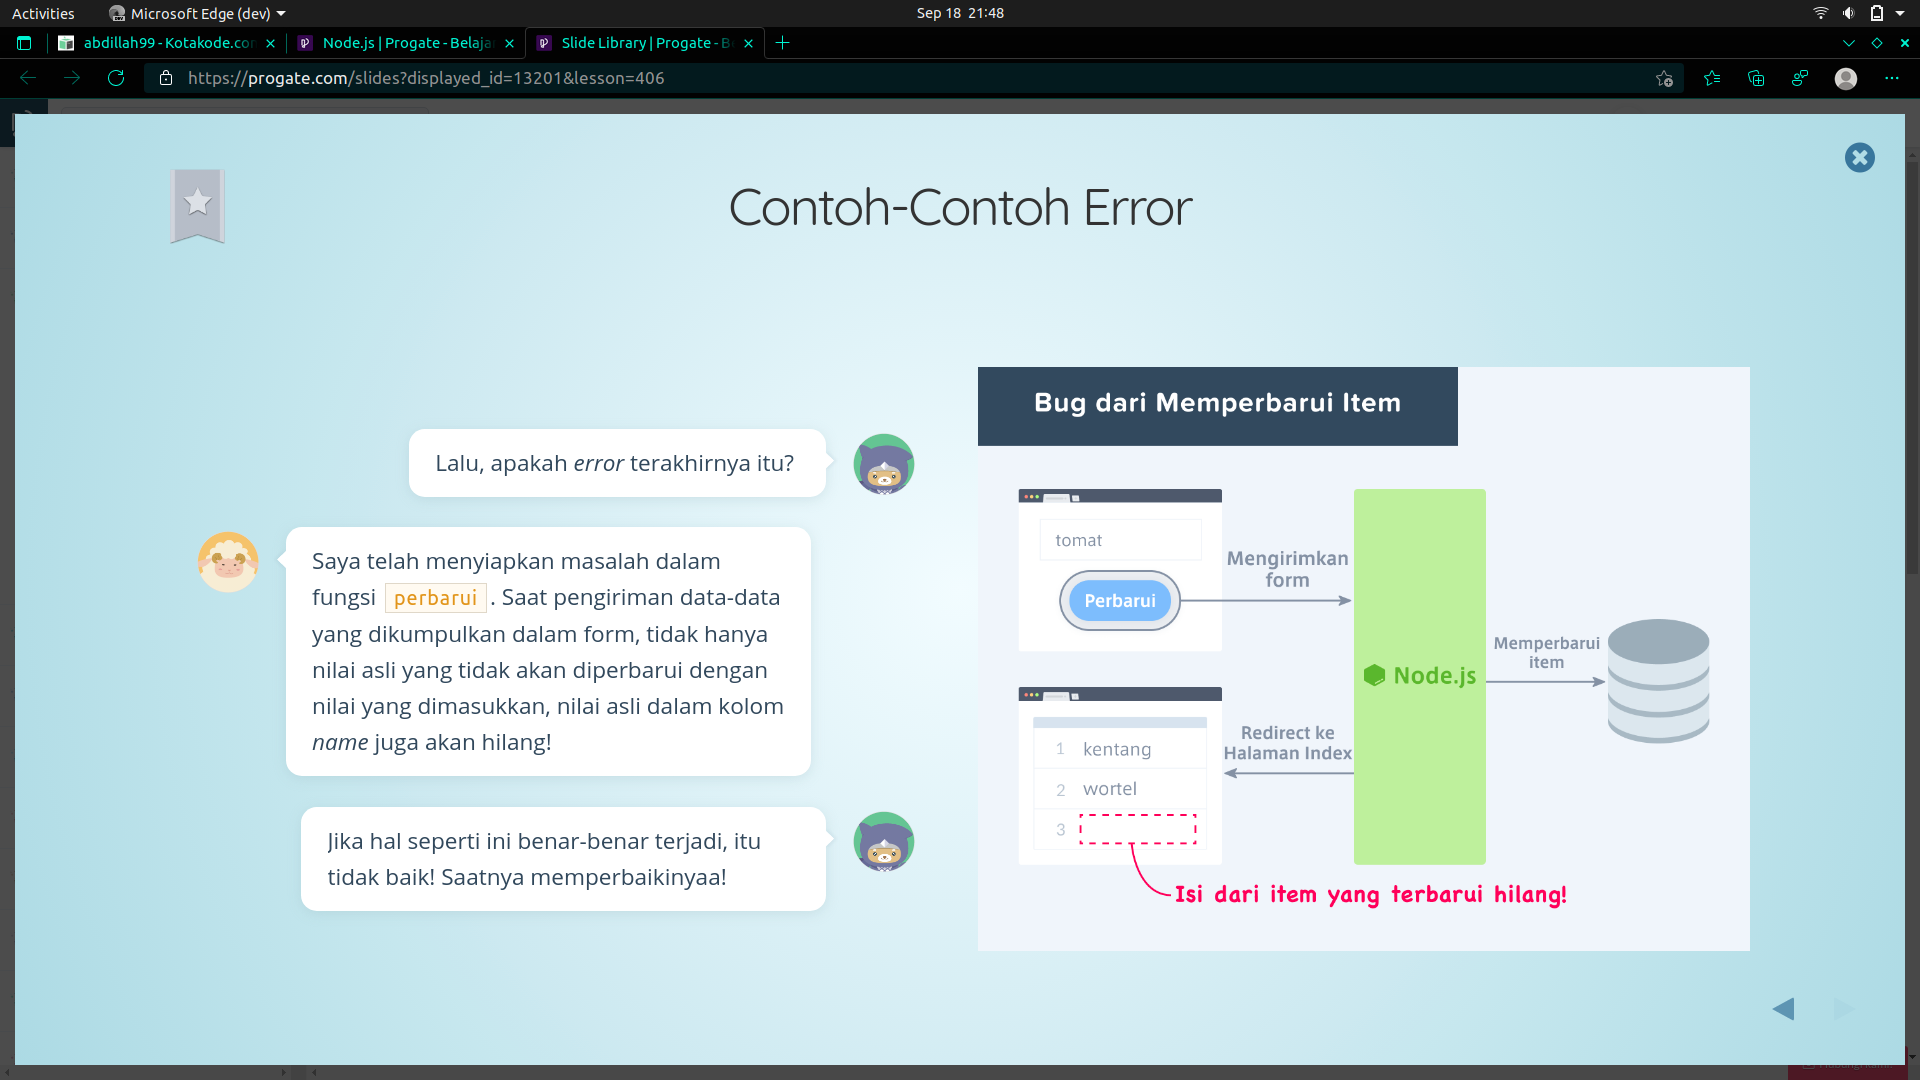 Activities
Microsoft Edge (dev)
Sep 18 21:48
abdillah99 - Kotakode.com
Node.js | Progate - Belaja
Slide Library | Progate - B
https://progate.com/slides?displayed_id=13201&lesson=406
Contoh-Contoh Error
Lalu, apakah error terakhirnya itu?
Saya telah menyiapkan masalah dalam
fungsi perbarui . Saat pengiriman data-data
yang dikumpulkan dalam form, tidak hanya
nilai asli yang tidak akan diperbarui dengan
nilai yang dimasukkan, nilai asli dalam kolom
name juga akan hilang!
Jika hal seperti ini benar-benar terjadi, itu
tidak baik! Saatnya memperbaikinyaa!
Bug dari Memperbarui Item
tomat
Perbarui
Mengirimkan
form
Node.js
Memperbarui
item
Redirect ke
Halaman Index
1 kentang
2 wortel
3
Isi dari item yang terbarui hilang!